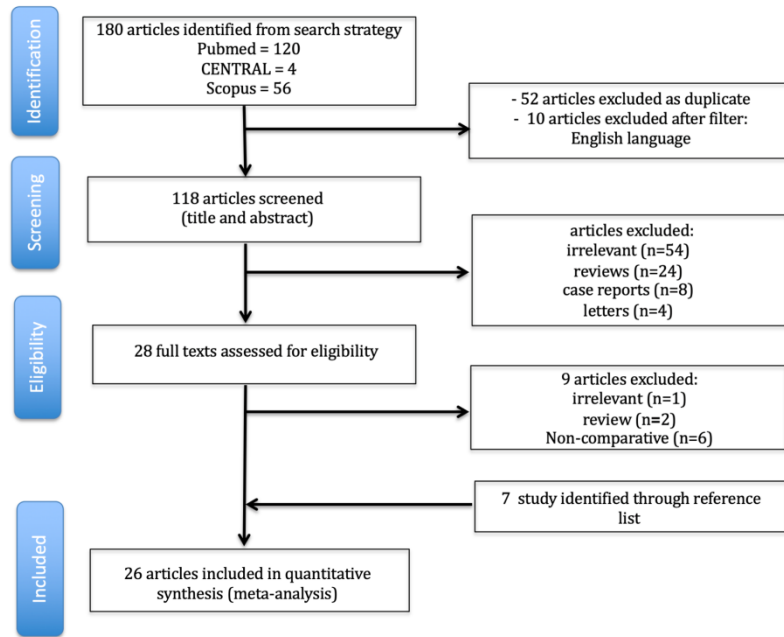 Identification
180 articles identified from search strategy
Pubmed = 120
CENTRAL = 4
Scopus = 56
- 52 articles excluded as duplicate
- 10 articles excluded after filter:
English language
Screening
118 articles screened
(title and abstract)
articles excluded:
irrelevant (n=54)
reviews (n=24)
case reports (n=8)
letters (n=4)
Eligibility
28 full texts assessed for eligibility
9 articles excluded:
irrelevant (n=1)
review (n=2)
Non-comparative (n=6)
7 study identified through reference
list
Included
26 articles included in quantitative
synthesis (meta-analysis)